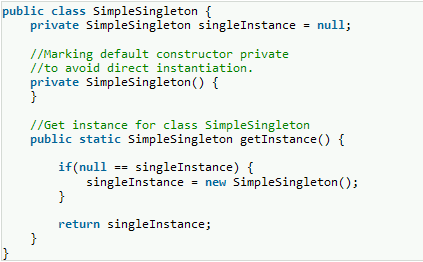 public class SimpleSingleton {
    private SimpleSingleton singleInstance = null;

    //Marking default constructor private
    //to avoid direct instantiation.
    private SimpleSingleton() {
    }

    //Get instance for class SimpleSingleton
    public static SimpleSingleton getInstance() {

        if(null == singleInstance) {
            singleInstance = new SimpleSingleton();
        }

        return singleInstance;
    }
}